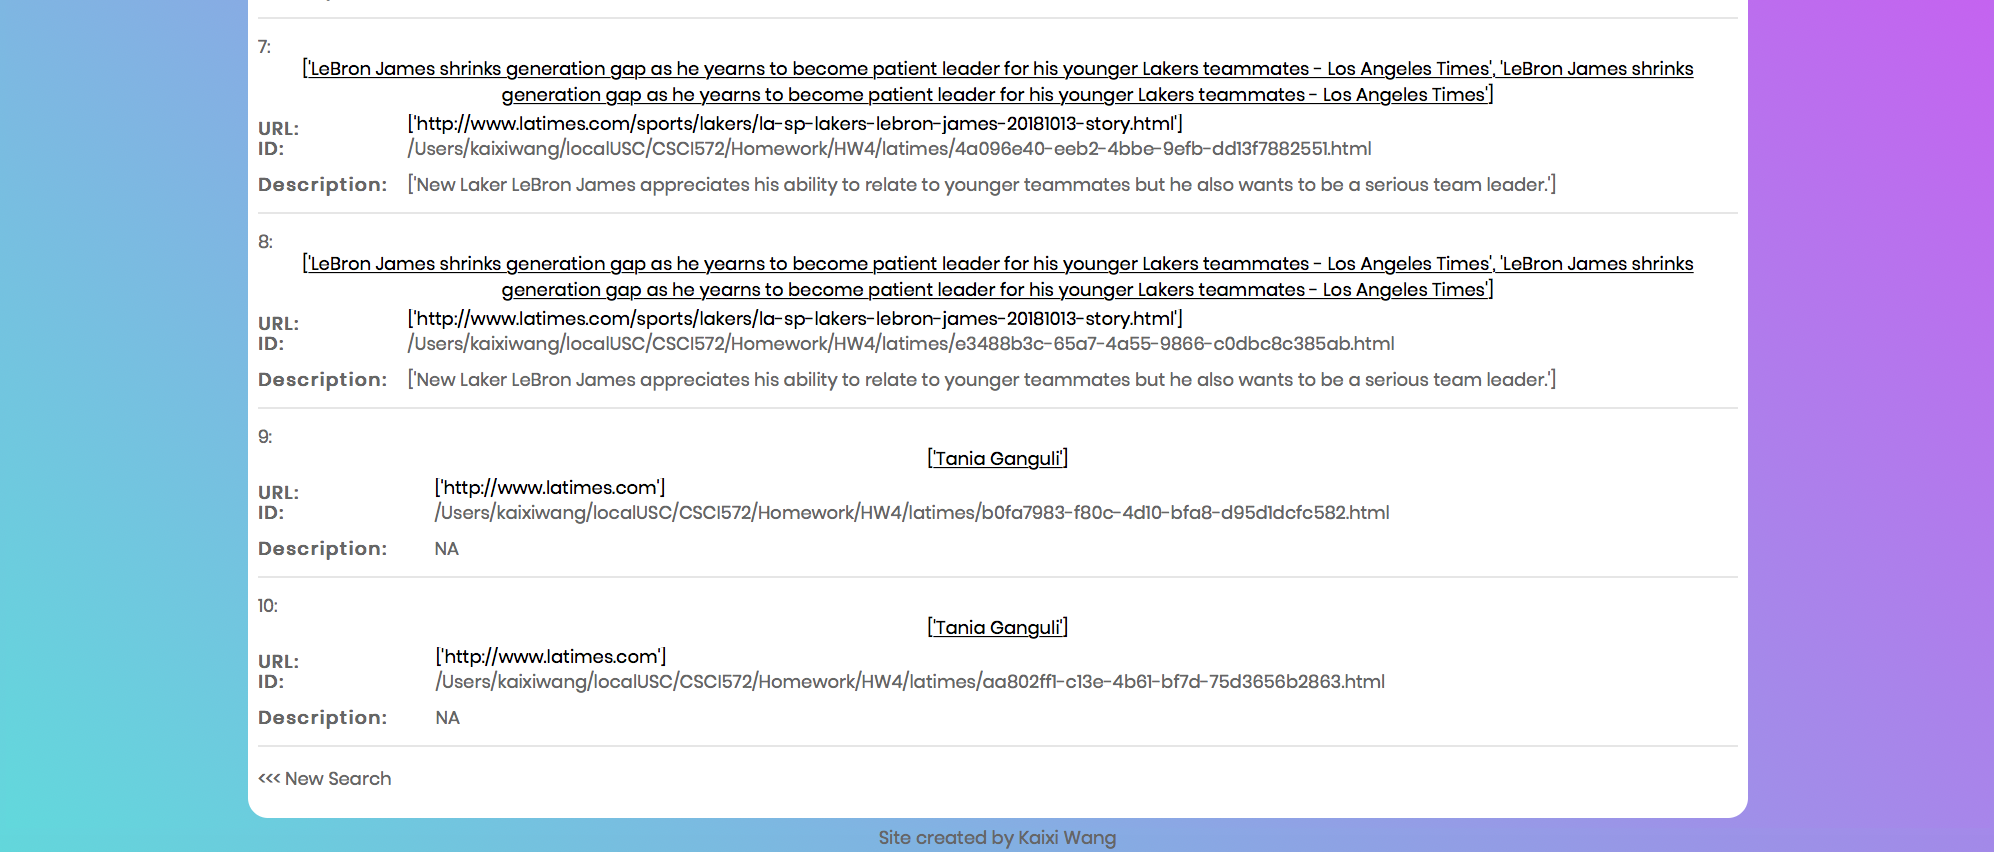 7:
['LeBron James shrinks generation gap as he yearns to become patient leader for his younger Lakers teammates - Los Angeles Times', 'LeBron James shrinks
generation gap as he yearns to become patient leader for his younger Lakers teammates - Los Angeles Times']
URL: ['http://www.latimes.com/sports/lakers/la-sp-lakers-lebron-james-20181013-story.html']
ID: /Users/kaixiwang/localUSC/CSCI572/Homework/HW4/latimes/4a096e40-eeb2-4bbe-9efb-dd13f7882551.html
Description: ['New Laker LeBron James appreciates his ability to relate to younger teammates but he also wants to be a serious team leader.']
8:
['LeBron James shrinks generation gap as he yearns to become patient leader for his younger Lakers teammates - Los Angeles Times', 'LeBron James shrinks
generation gap as he yearns to become patient leader for his younger Lakers teammates - Los Angeles Times']
URL: ['http://www.latimes.com/sports/lakers/la-sp-lakers-lebron-james-20181013-story.html']
ID: /Users/kaixiwang/localUSC/CSCI572/Homework/HW4/latimes/e3488b3c-65a7-4a55-9866-c0dbc8c385ab.html
Description: ['New Laker LeBron James appreciates his ability to relate to younger teammates but he also wants to be a serious team leader.']
9:
['Tania Ganguli']
URL: ['http://www.latimes.com']
ID: /Users/kaixiwang/localUSC/CSCI572/Homework/HW4/latimes/b0fa7983-f80c-4d10-bfa8-d95d1dcfc582.html
Description: NA
10:
['Tania Ganguli']
URL: ['http://www.latimes.com']
ID: /Users/kaixiwang/localUSC/CSCI572/Homework/HW4/latimes/aa802ff1-c13e-4b61-bf7d-75d3656b2863.html
Description: NA
<<< New Search
Site created by Kaixi Wang